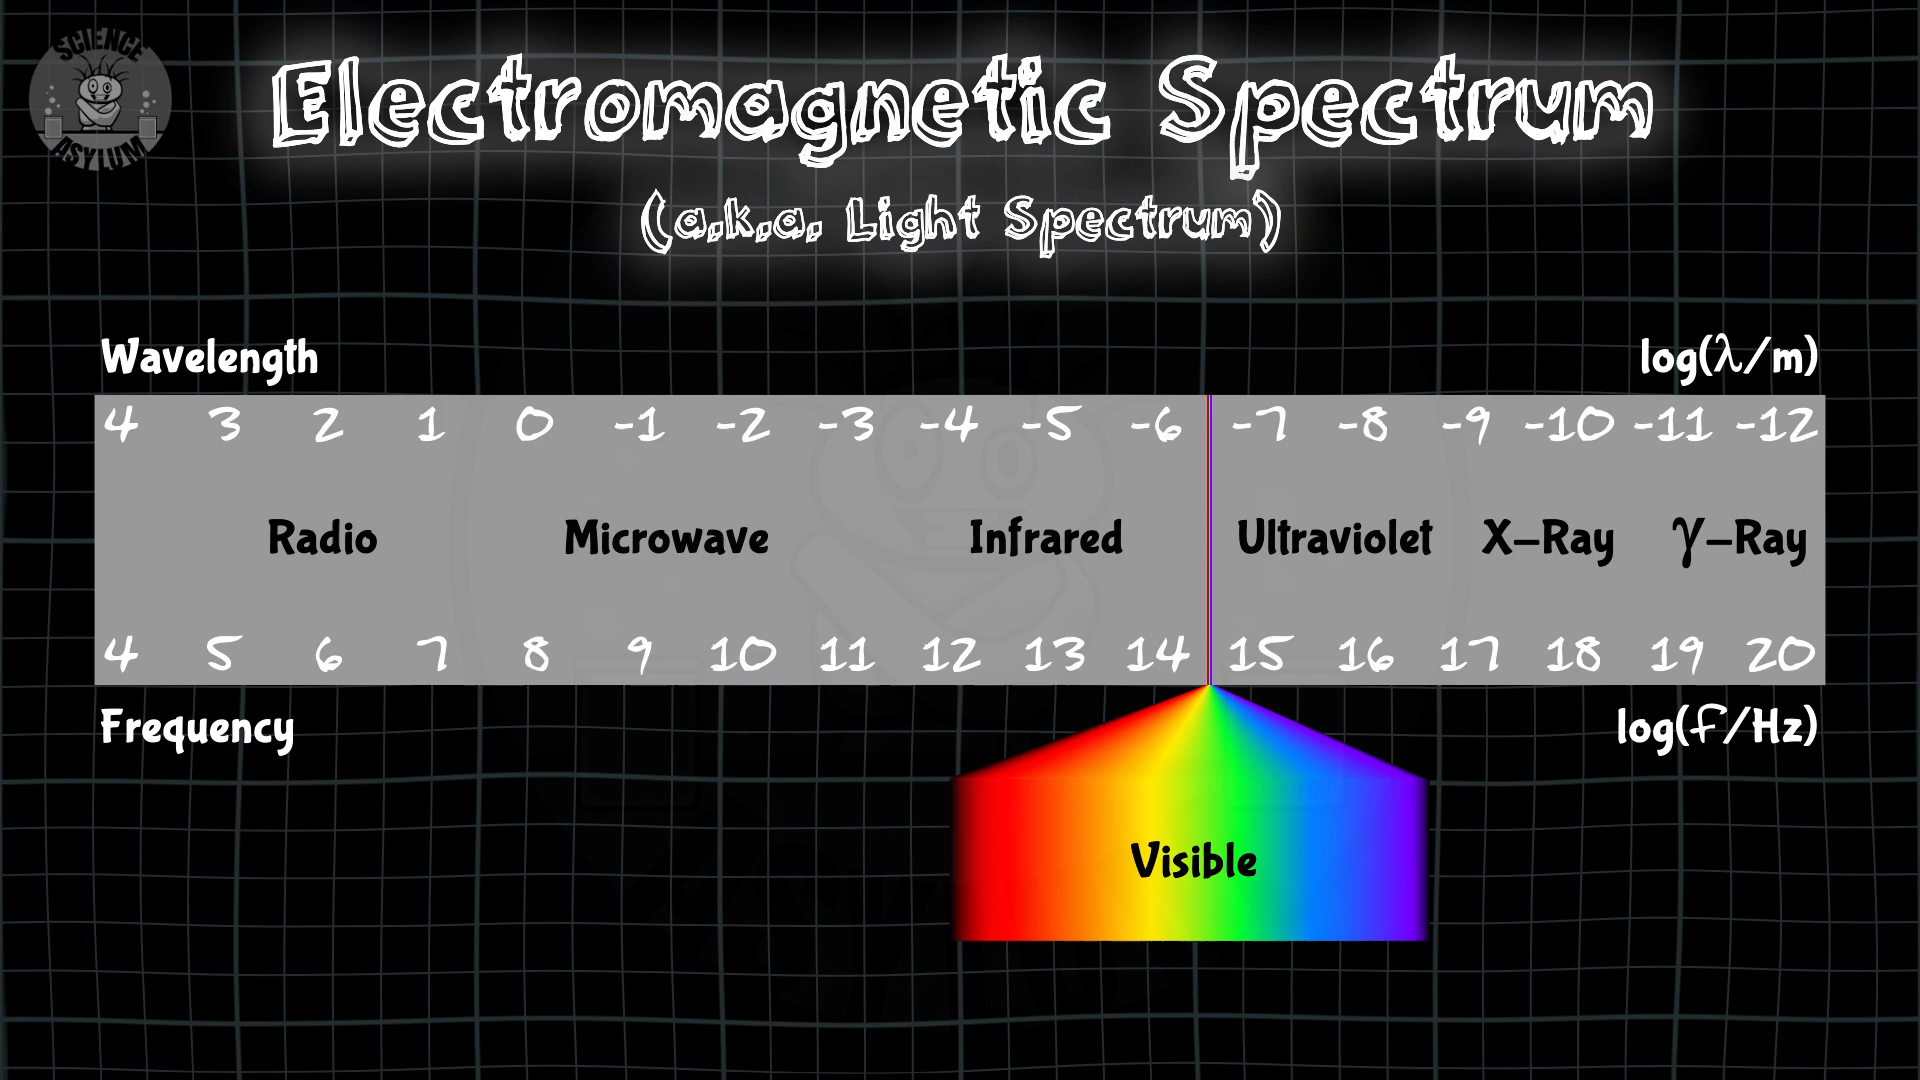 SCIENCE
ASYLUM
Electromagnetic Spectrum
(a.k.a. Light Spectrum)
Wavelength log(λ/m)
4 3 2 1 0 -1 -2 -3 -4 -5 -6 -7 -8 -9 -10 -11 -12
Radio Microwave Infrared Ultraviolet X-Ray γ-Ray
4 5 6 7 8 9 10 11 12 13 14 15 16 17 18 19 20
Frequency log(f/Hz)
Visible